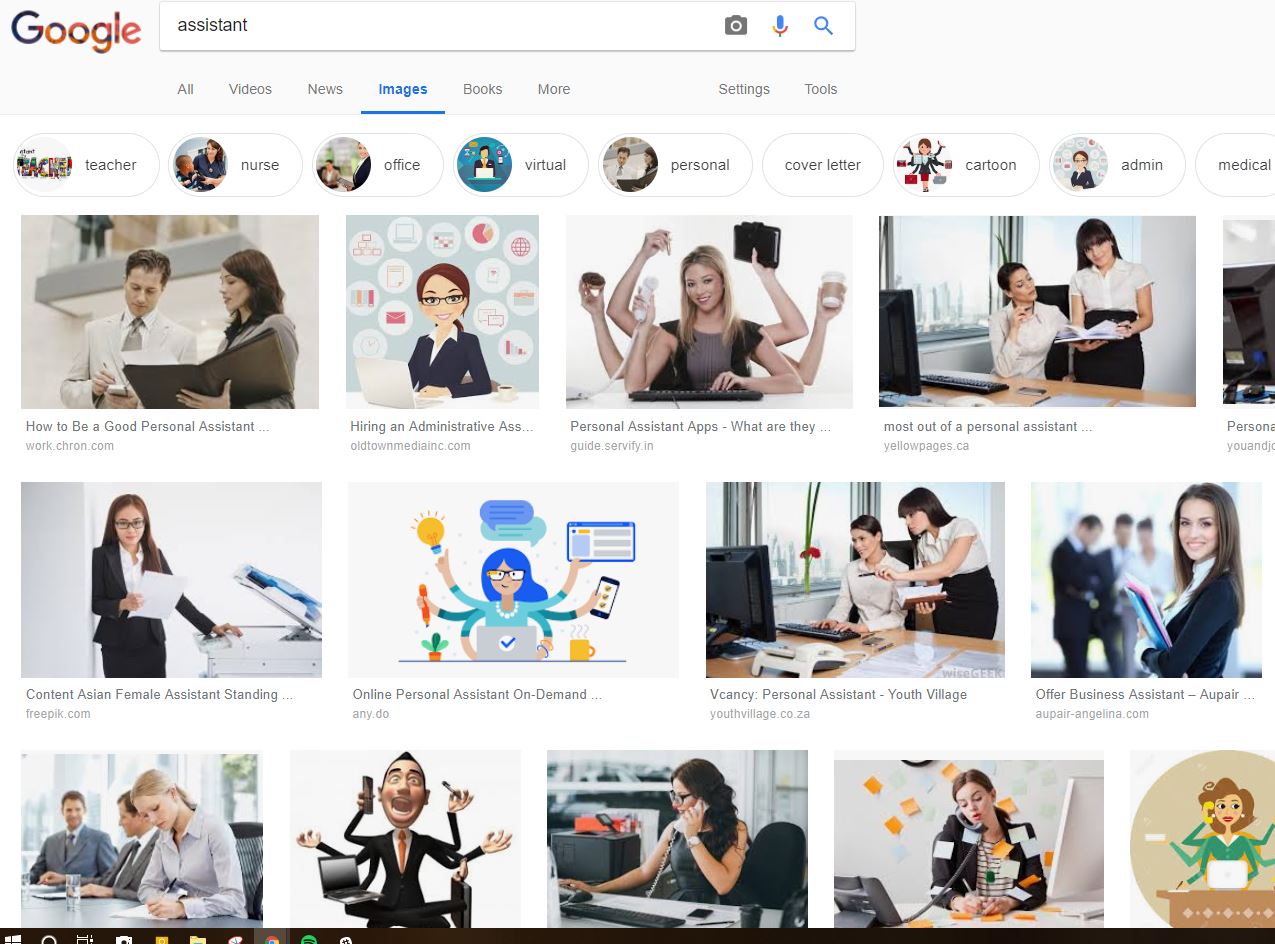 Google
assistant
All Videos News Images Books More Settings Tools
teacher nurse office virtual personal cover letter cartoon admin medical
How to Be a Good Personal Assistant ...
work.chron.com
Hiring an Administrative Ass...
oldtownmediainc.com
Personal Assistant Apps - What are they ...
guide.servify.in
most out of a personal assistant ...
yellowpages.ca
Persona
youandjo
Content Asian Female Assistant Standing ...
freepik.com
Online Personal Assistant On-Demand ...
any.do
wiseGEEK
Vcancy: Personal Assistant - Youth Village
youthvillage.co.za
Offer Business Assistant – Aupair ...
aupair-angelina.com